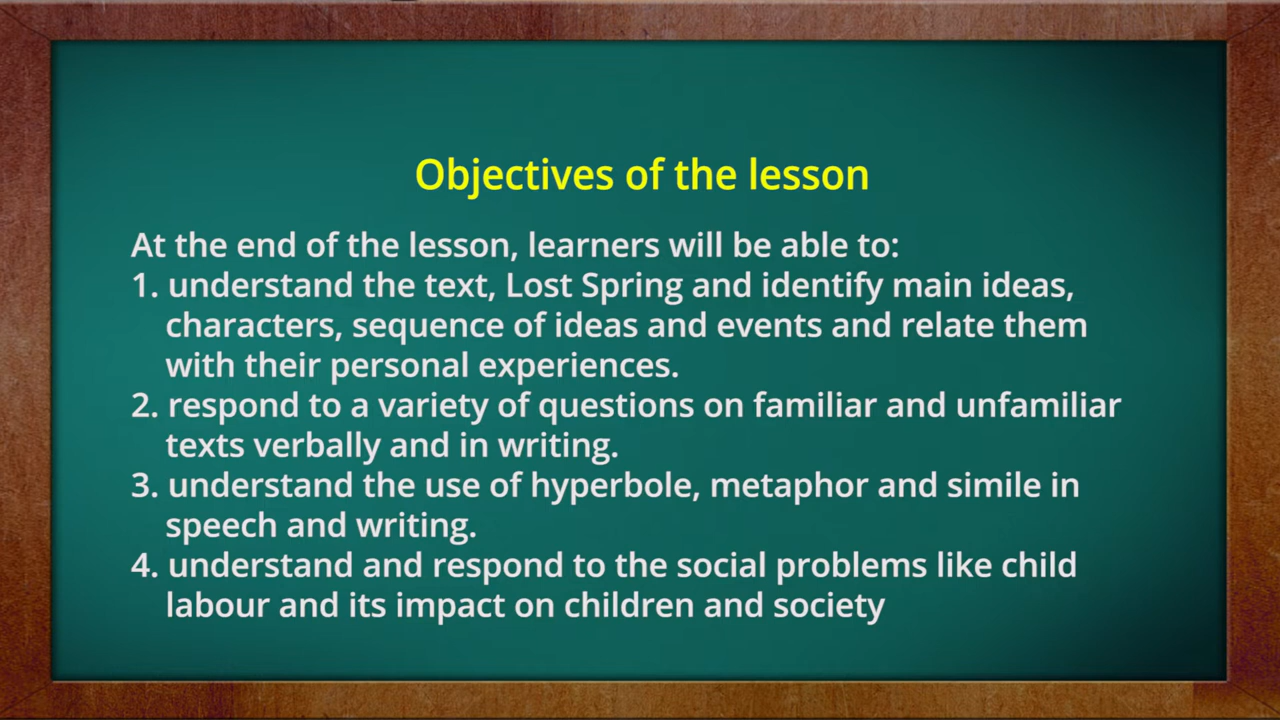 Objectives of the lesson
At the end of the lesson, learners will be able to:
1. understand the text, Lost Spring and identify main ideas,
characters, sequence of ideas and events and relate them
with their personal experiences.
2. respond to a variety of questions on familiar and unfamiliar
texts verbally and in writing.
3. understand the use of hyperbole, metaphor and simile in
speech and writing.
4. understand and respond to the social problems like child
labour and its impact on children and society